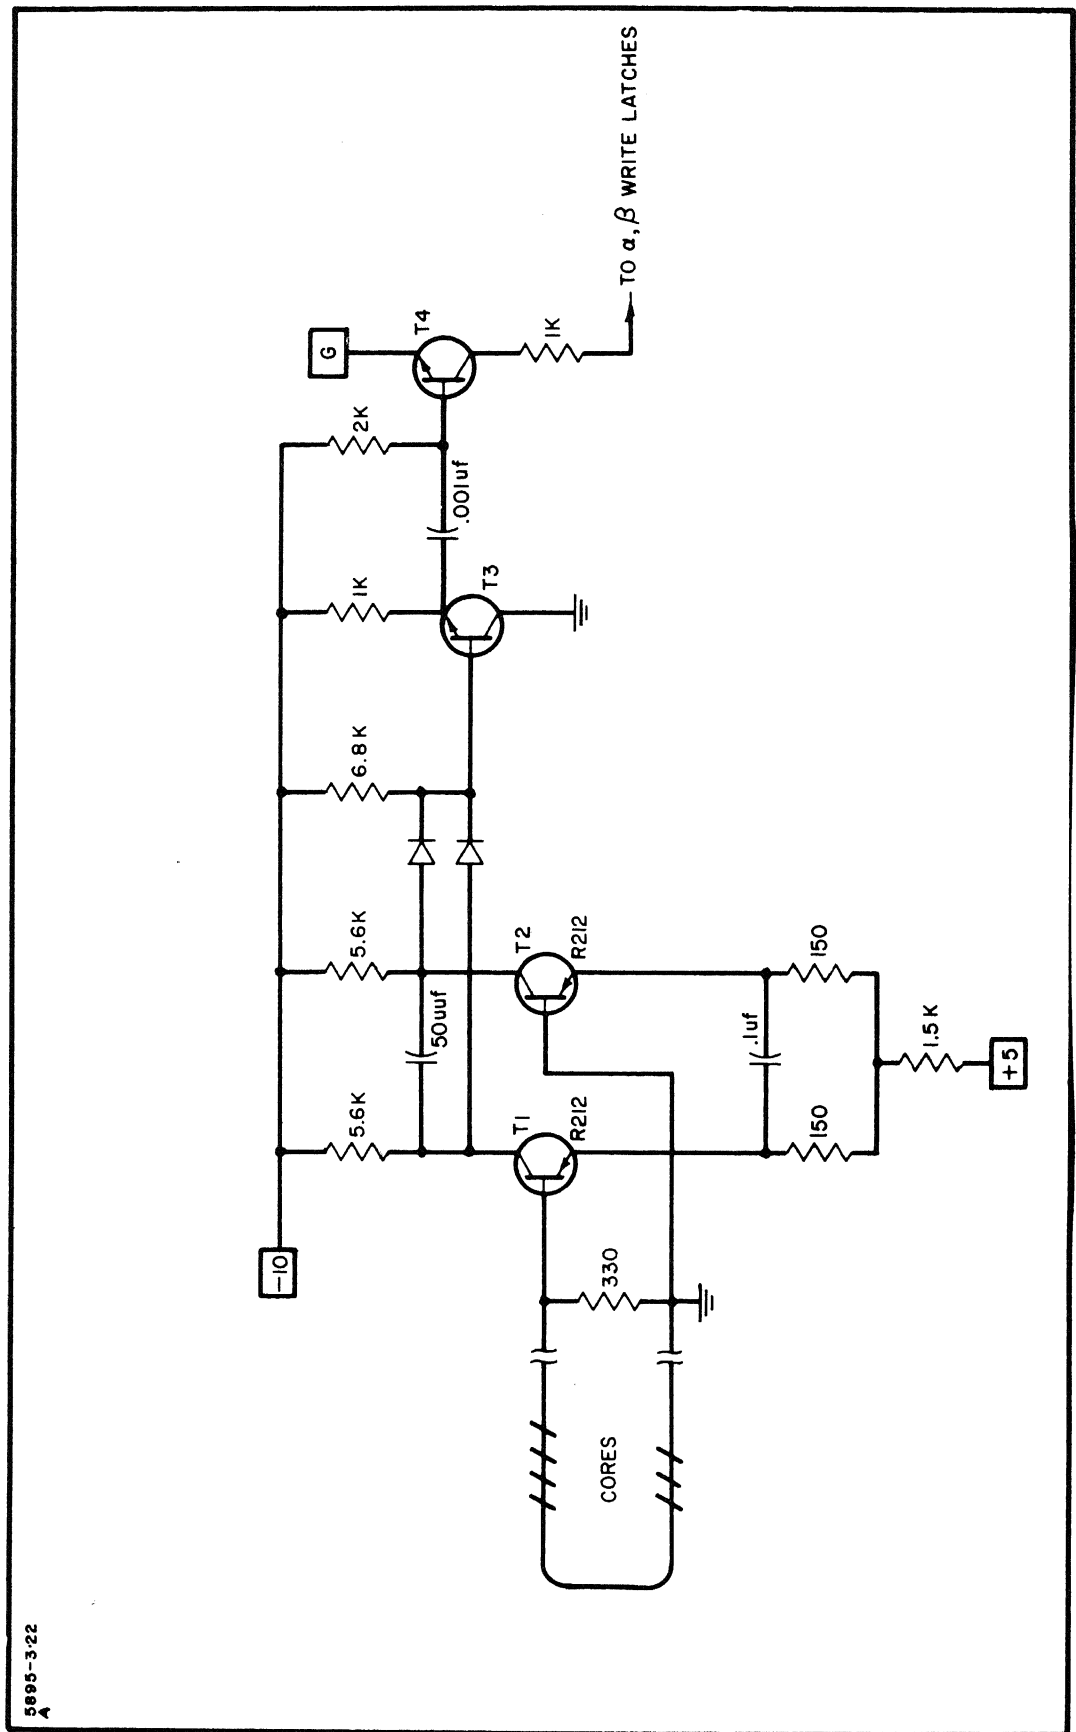 5895-3-22
A
-10
5.6K
5.6K
6.8K
1K
2K
G
50uuf
.001uf
T4
T3
T1
T2
R212
R212
1K
TO α, β WRITE LATCHES
330
CORES
.1uf
150
150
1.5K
+5